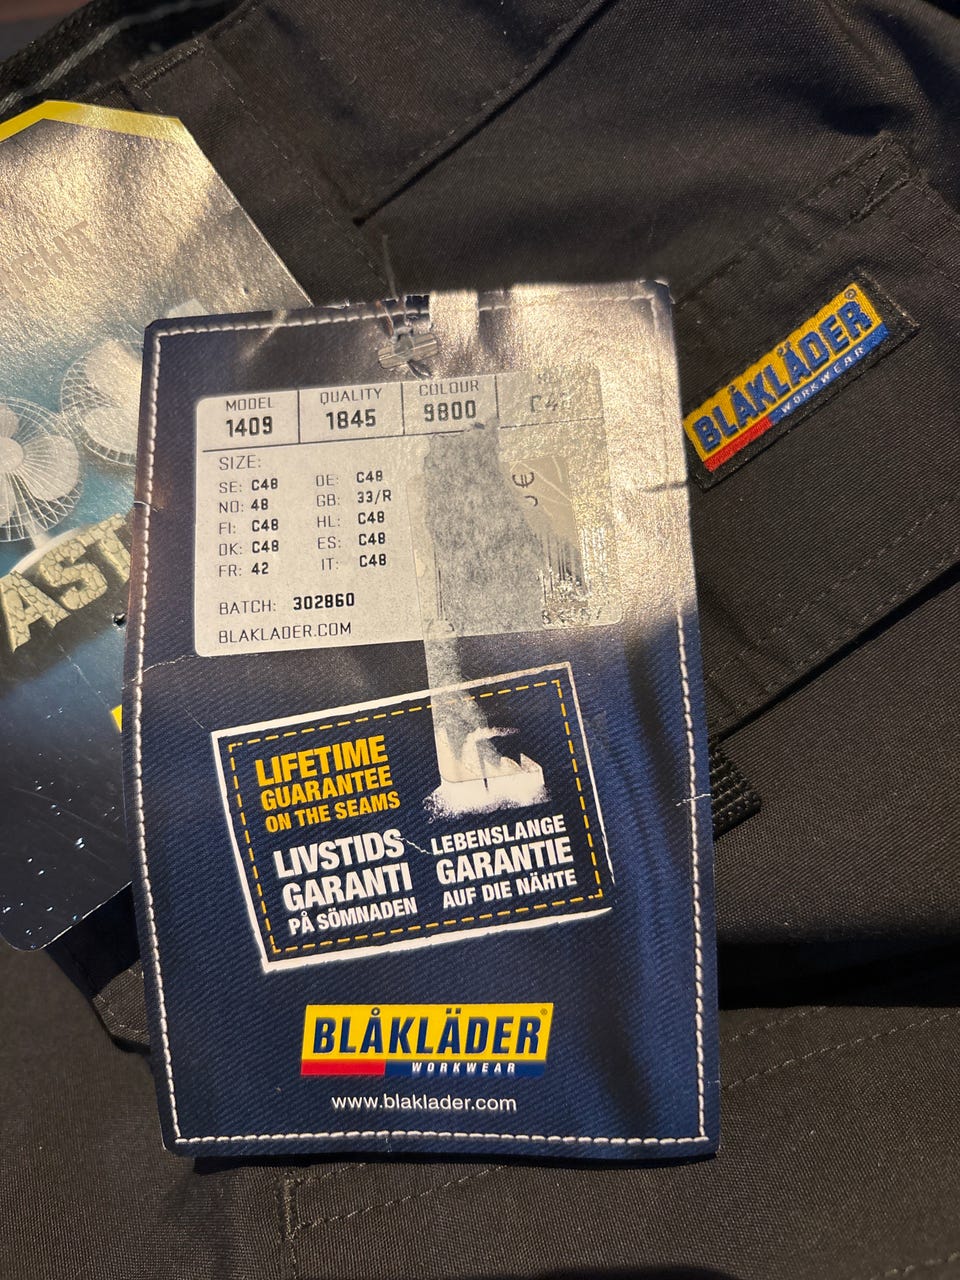 MODEL QUALITY COLOUR
1409 1845 9800
SIZE:
SE: C48 DE: C48
NO: 48 GB: 33/R
FI: C48 NL: C48
DK: C48 ES: C48
FR: 42 IT: C48
BATCH: 302860
BLAKLADER.COM
LIFETIME
GUARANTEE
ON THE SEAMS
LIVSTIDS
GARANTI
PÅ SÖMNADEN
LEBENSLANGE
GARANTIE
AUF DIE NÄHTE
BLÅKLÄDER®
WORKWEAR
www.blaklader.com
BLÅKLÄDER®
WORKWEAR